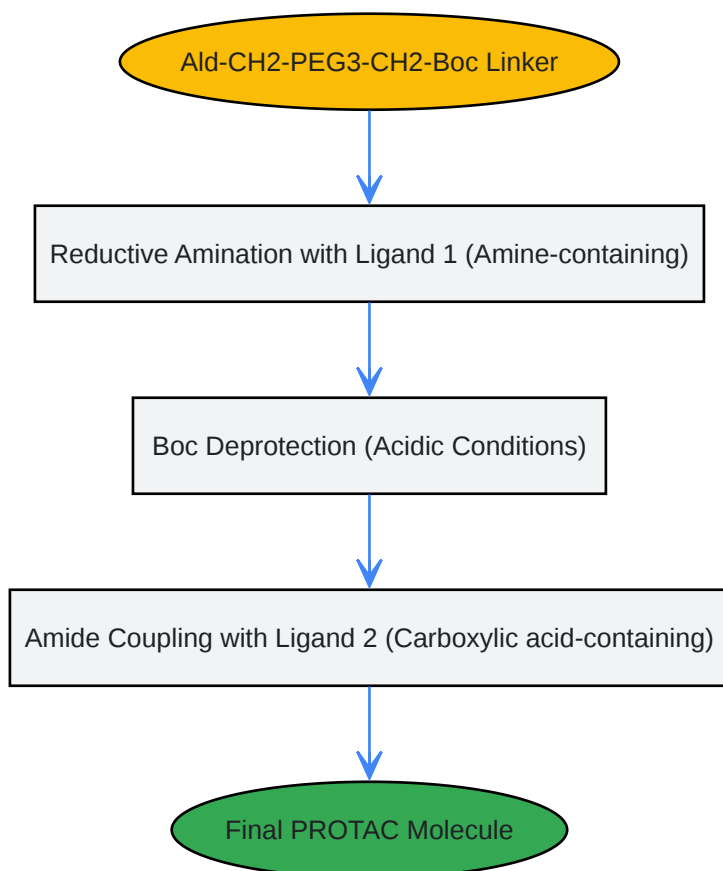 Ald-CH2-PEG3-CH2-Boc Linker
Reductive Amination with Ligand 1 (Amine-containing)
Boc Deprotection (Acidic Conditions)
Amide Coupling with Ligand 2 (Carboxylic acid-containing)
Final PROTAC Molecule